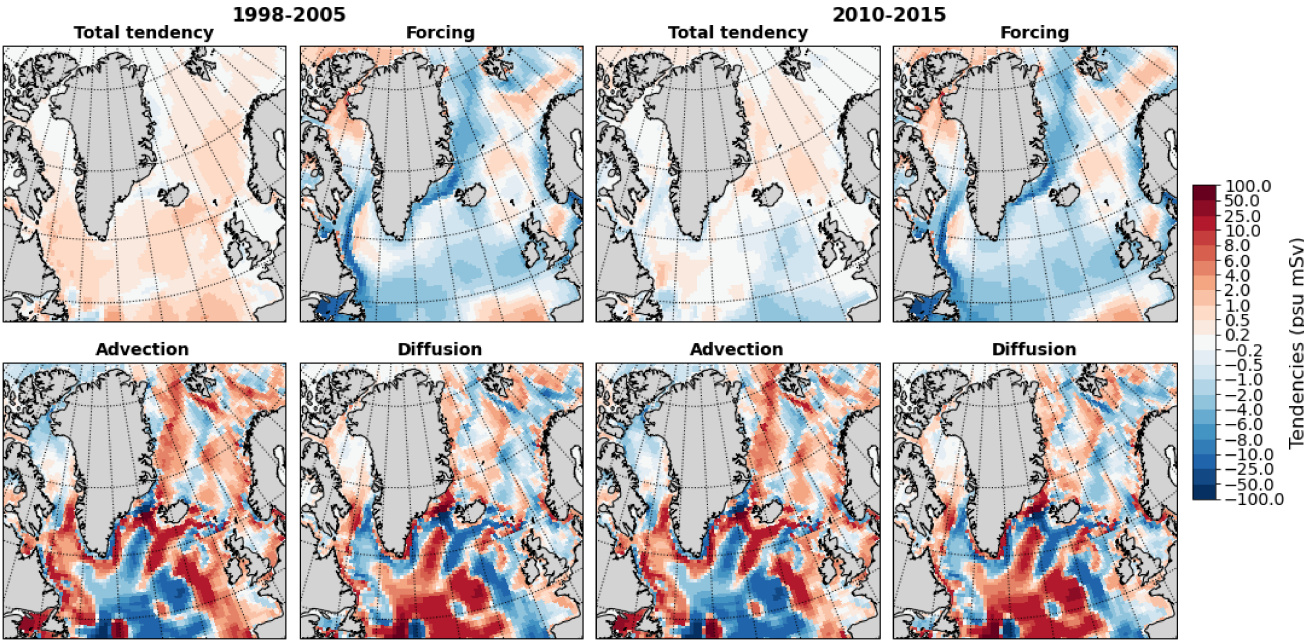 1998-2005
2010-2015
Total tendency
Forcing
Total tendency
Forcing
Advection
Diffusion
Advection
Diffusion
100.0
50.0
25.0
10.0
8.0
6.0
4.0
2.0
1.0
0.5
0.2
−0.2
−0.5
−1.0
−2.0
−4.0
−6.0
−8.0
−10.0
−25.0
−50.0
−100.0
Tendencies (psu mSv)